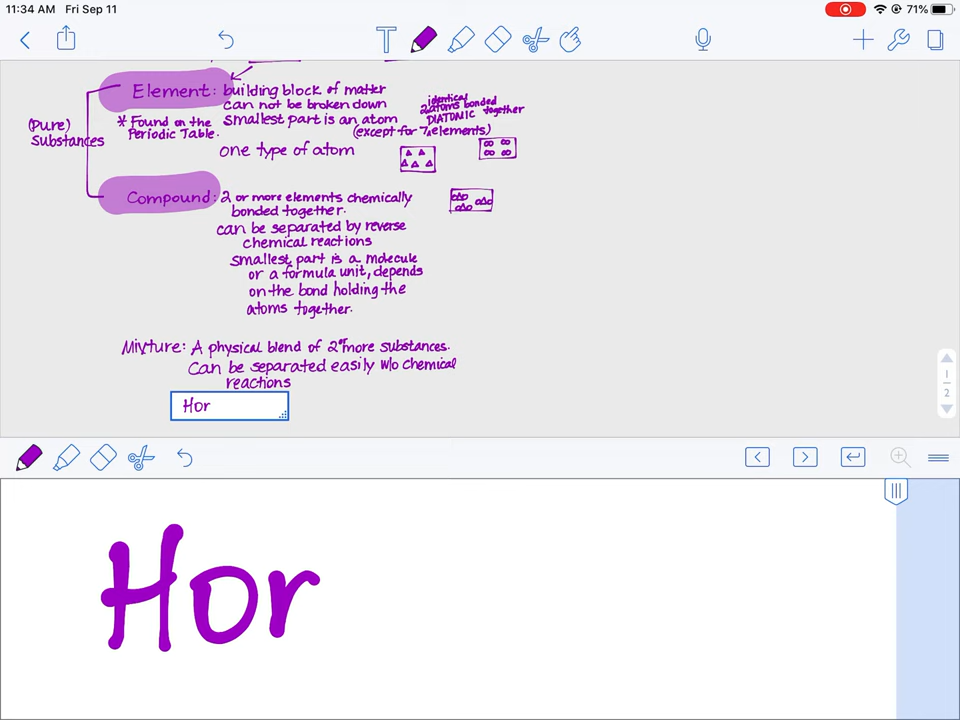 11:34 AM Fri Sep 11
71%
T
Element: building block of matter
can not be broken down
smallest part is an atom
(except for 7 elements)
identical
2 atoms bonded
DIATOMIC together
* Found on the
Periodic Table.
(Pure)
Substances
one type of atom
Compound: 2 or more elements chemically
bonded together.
can be separated by reverse
chemical reactions
smallest part is a molecule
or a formula unit, depends
on the bond holding the
atoms together.
Mixture: A physical blend of 2 or more substances.
Can be separated easily w/o chemical
reactions
Hor
1
2
Hor